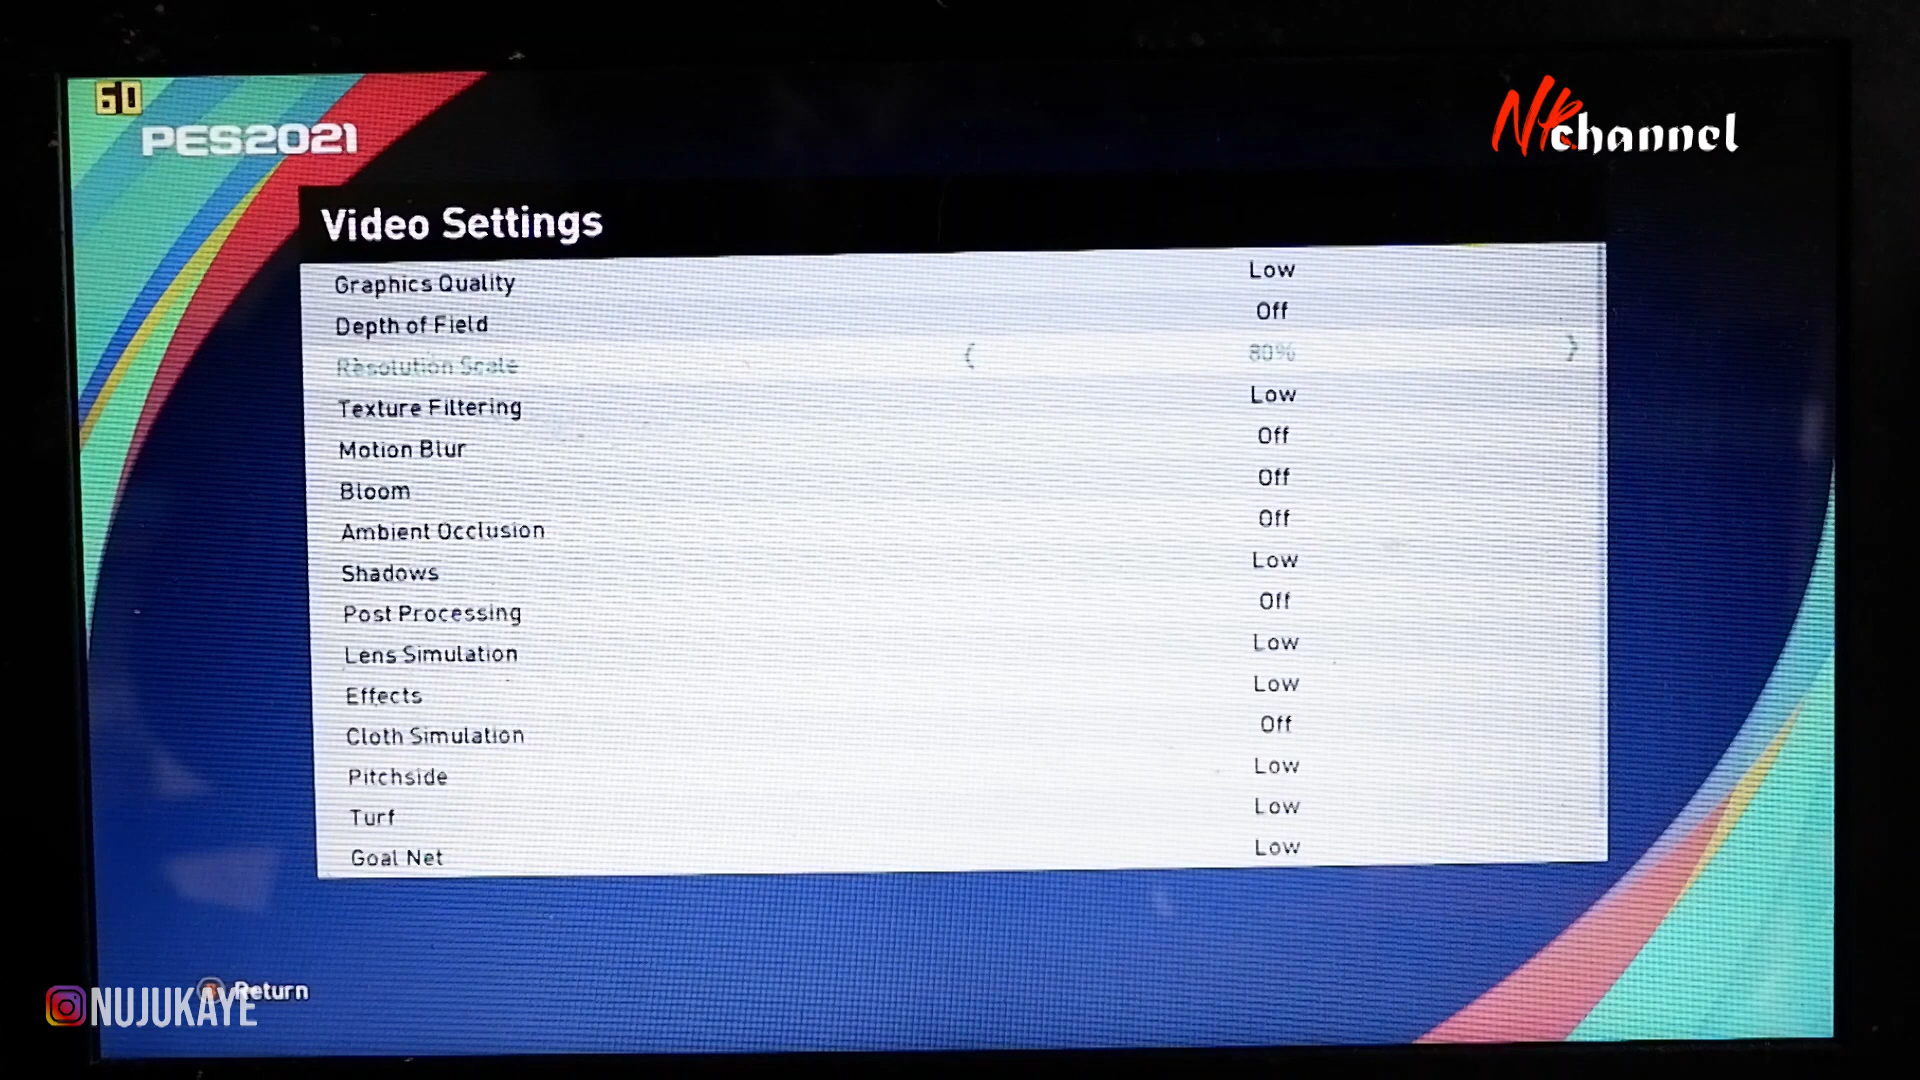 60
PES2021
NKchannel
Video Settings
Graphics Quality Low
Depth of Field Off
Resolution Scale 80%
Texture Filtering Low
Motion Blur Off
Bloom Off
Ambient Occlusion Off
Shadows Low
Post Processing Off
Lens Simulation Low
Effects Low
Cloth Simulation Off
Pitchside Low
Turf Low
Goal Net Low
Return
NUJUKAYE